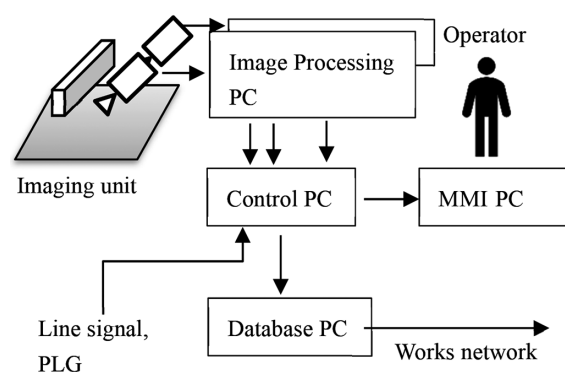 Operator
Image Processing
PC
Imaging unit
Control PC
MMI PC
Line signal,
PLG
Database PC
Works network